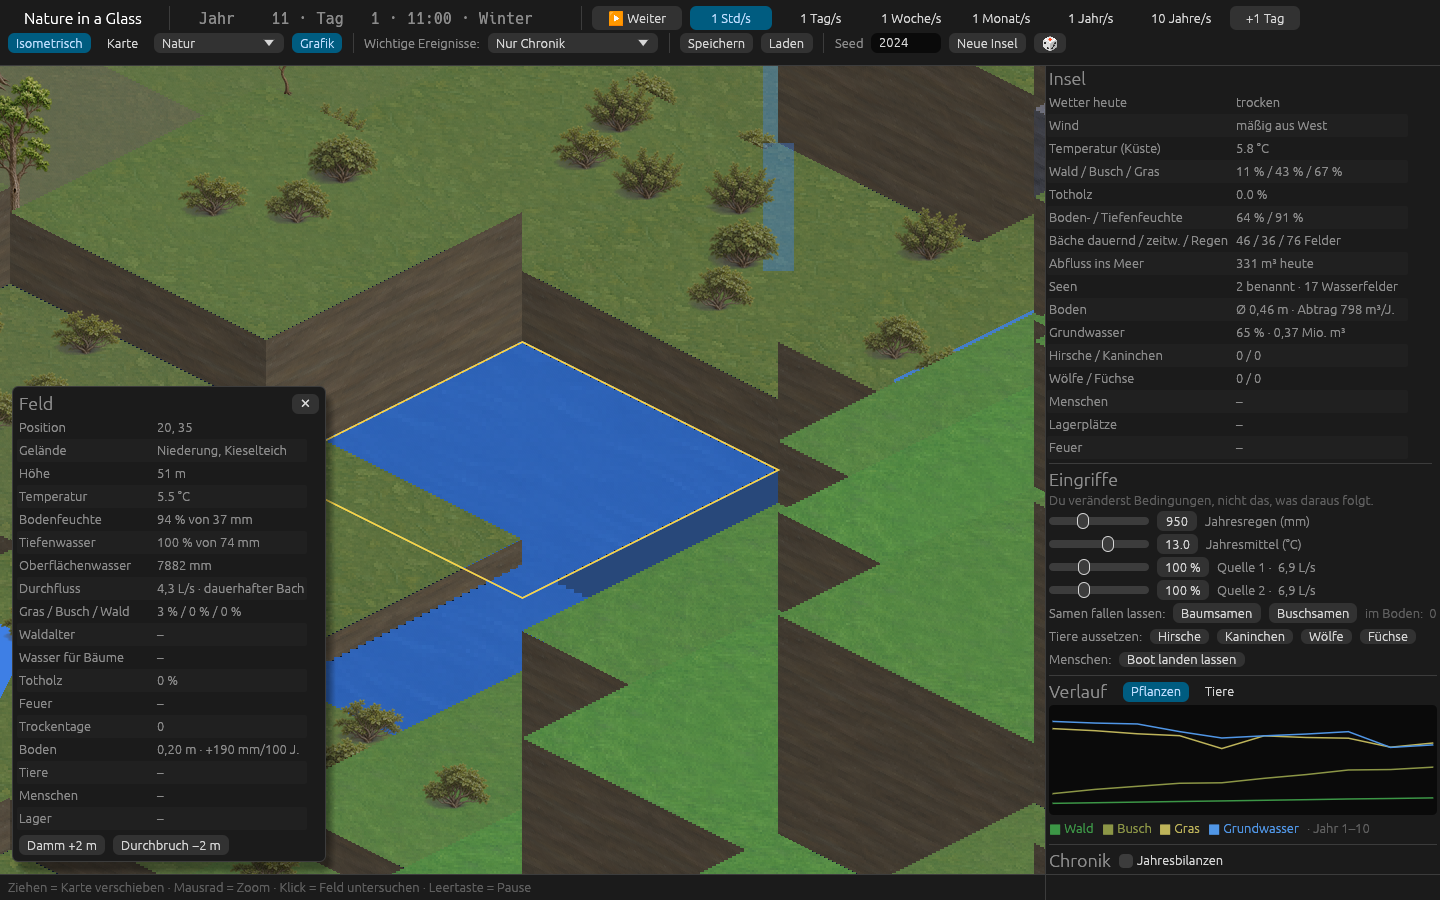 Nature in a Glass
Jahr 11 · Tag 1 · 11:00 · Winter
Weiter
1 Std/s
1 Tag/s
1 Woche/s
1 Monat/s
1 Jahr/s
10 Jahre/s
+1 Tag
Isometrisch
Karte
Natur
Grafik
Wichtige Ereignisse:
Nur Chronik
Speichern
Laden
Seed
2024
Neue Insel
Insel
Wetter heute trocken
Wind mäßig aus West
Temperatur (Küste) 5.8 °C
Wald / Busch / Gras 11 % / 43 % / 67 %
Totholz 0.0 %
Boden- / Tiefenfeuchte 64 % / 91 %
Bäche dauernd / zeitw. / Regen 46 / 36 / 76 Felder
Abfluss ins Meer 331 m³ heute
Seen 2 benannt · 17 Wasserfelder
Boden Ø 0,46 m · Abtrag 798 m³/J.
Grundwasser 65 % · 0,37 Mio. m³
Hirsche / Kaninchen 0 / 0
Wölfe / Füchse 0 / 0
Menschen –
Lagerplätze –
Feuer –
Eingriffe
Du veränderst Bedingungen, nicht das, was daraus folgt.
950 Jahresregen (mm)
13.0 Jahresmittel (°C)
100 % Quelle 1 · 6,9 L/s
100 % Quelle 2 · 6,9 L/s
Samen fallen lassen: Baumsamen Buschsamen im Boden: 0
Tiere aussetzen: Hirsche Kaninchen Wölfe Füchse
Menschen: Boot landen lassen
Verlauf Pflanzen Tiere
Wald Busch Gras Grundwasser · Jahr 1–10
Chronik Jahresbilanzen
Feld
×
Position 20, 35
Gelände Niederung, Kieselteich
Höhe 51 m
Temperatur 5.5 °C
Bodenfeuchte 94 % von 37 mm
Tiefenwasser 100 % von 74 mm
Oberflächenwasser 7882 mm
Durchfluss 4,3 L/s · dauerhafter Bach
Gras / Busch / Wald 3 % / 0 % / 0 %
Waldalter –
Wasser für Bäume –
Totholz 0 %
Feuer –
Trockentage 0
Boden 0,20 m · +190 mm/100 J.
Tiere –
Menschen –
Lager –
Damm +2 m
Durchbruch −2 m
Ziehen = Karte verschieben · Mausrad = Zoom · Klick = Feld untersuchen · Leertaste = Pause